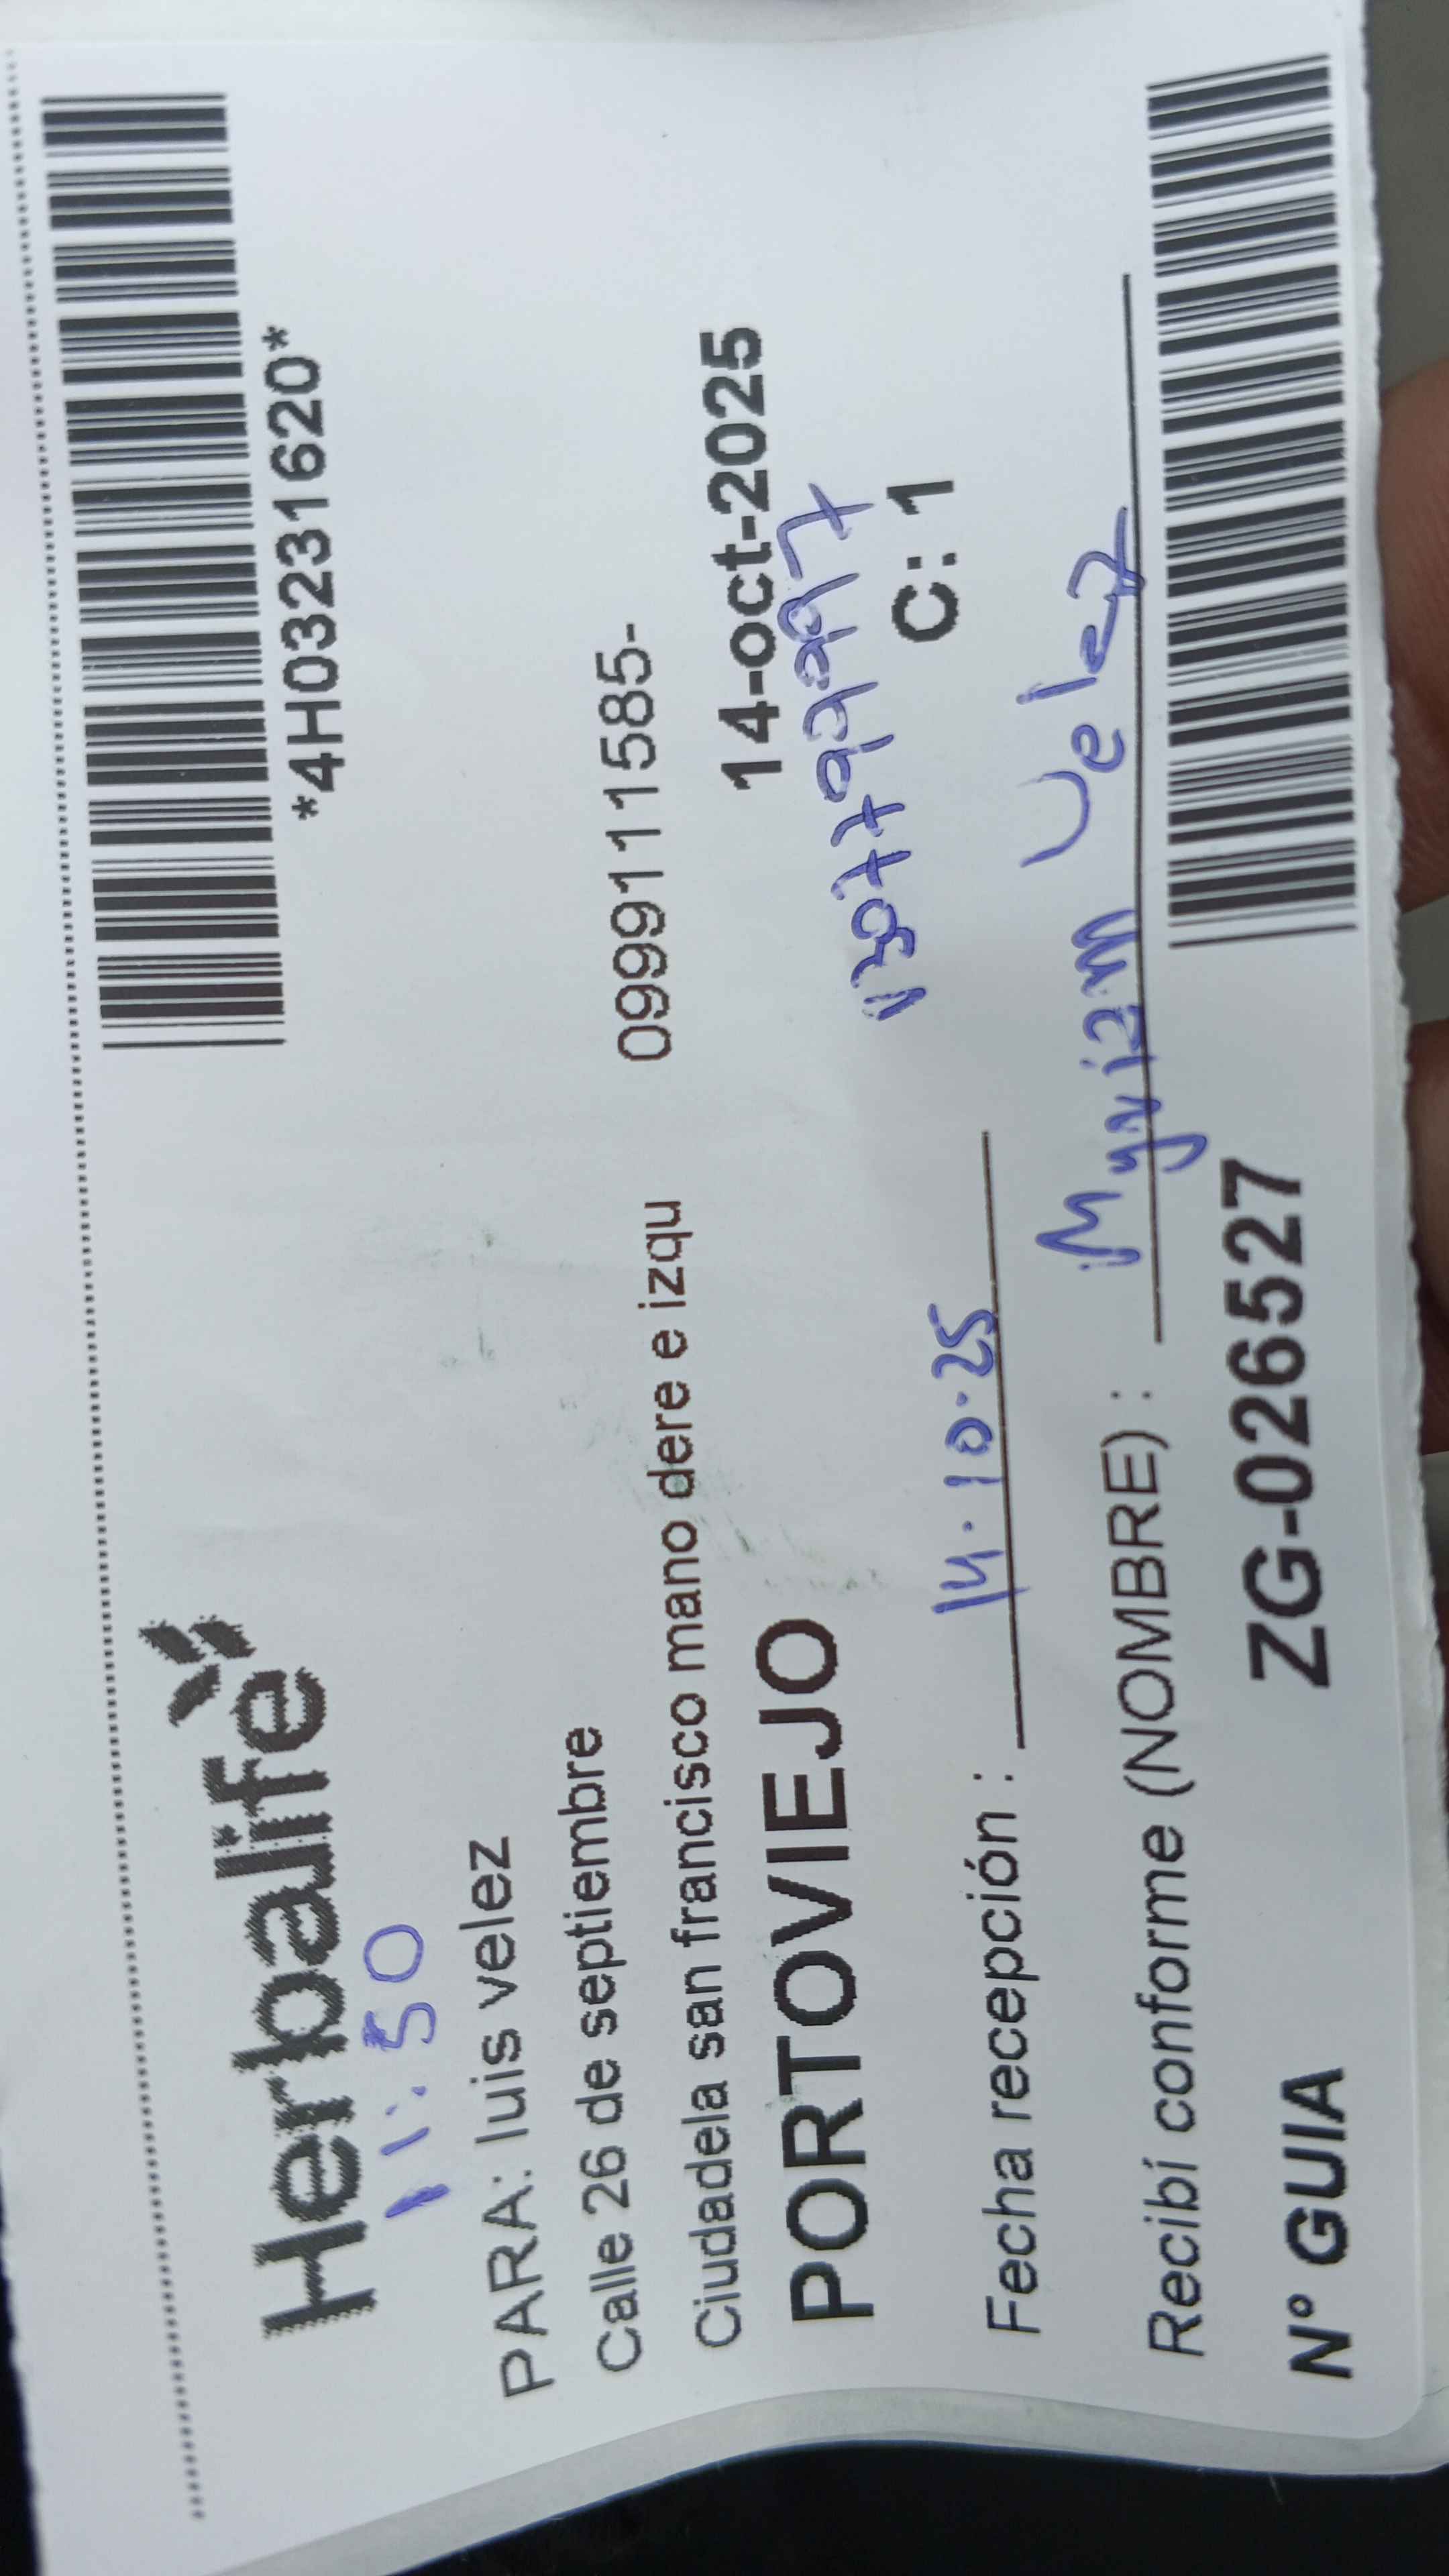 *4H03231620*
Herbalife
11:50
PARA: luis velez
Calle 26 de septiembre 0999111585-
Ciudadela san francisco mano dere e izqu
PORTOVIEJO 14-oct-2025
C: 1
Fecha recepción : 14.10.25
Recibí conforme (NOMBRE) : Myriam Velez
N° GUIA ZG-026527